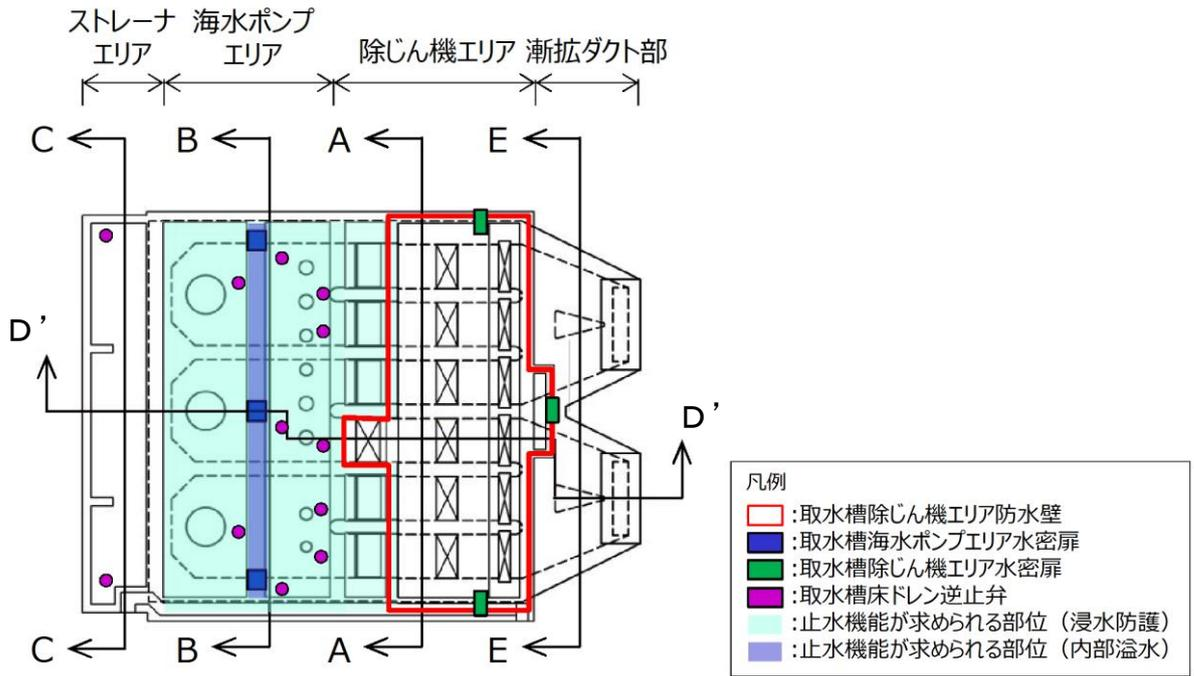 ストレーナ
エリア
海水ポンプ
エリア
除じん機エリア
漸拡ダクト部
C
B
A
E
D’
D’
C
B
A
E
凡例
:取水槽除じん機エリア防水壁
:取水槽海水ポンプエリア水密扉
:取水槽除じん機エリア水密扉
:取水槽床ドレン逆止弁
:止水機能が求められる部位（浸水防護）
:止水機能が求められる部位（内部溢水）